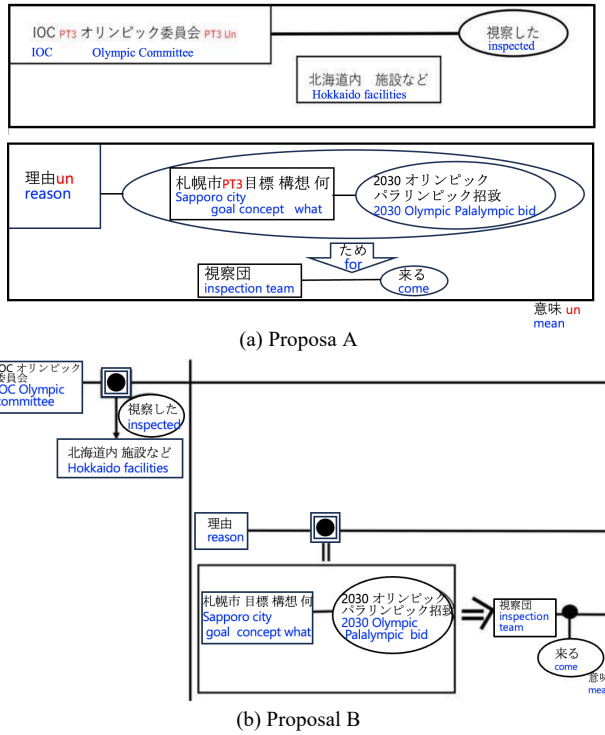 IOC PT3 オリンピック委員会 PT3 Un
IOC Olympic Committee
視察した
inspected
北海道内 施設など
Hokkaido facilities
理由un
reason
札幌市PT3目標 構想 何
Sapporo city
goal concept what
2030 オリンピック
パラリンピック招致
2030 Olympic Palalympic bid
ため
for
視察団
inspection team
来る
come
意味 un
mean
(a) Proposa A
OC オリンピック
委員会
OC Olympic
committee
視察した
inspected
北海道内 施設など
Hokkaido facilities
理由
reason
札幌市 目標 構想 何
Sapporo city
goal concept what
2030 オリンピック
パラリンピック招致
2030 Olympic
Palalympic bid
視察団
inspection
team
来る
come
意味
mea
(b) Proposal B